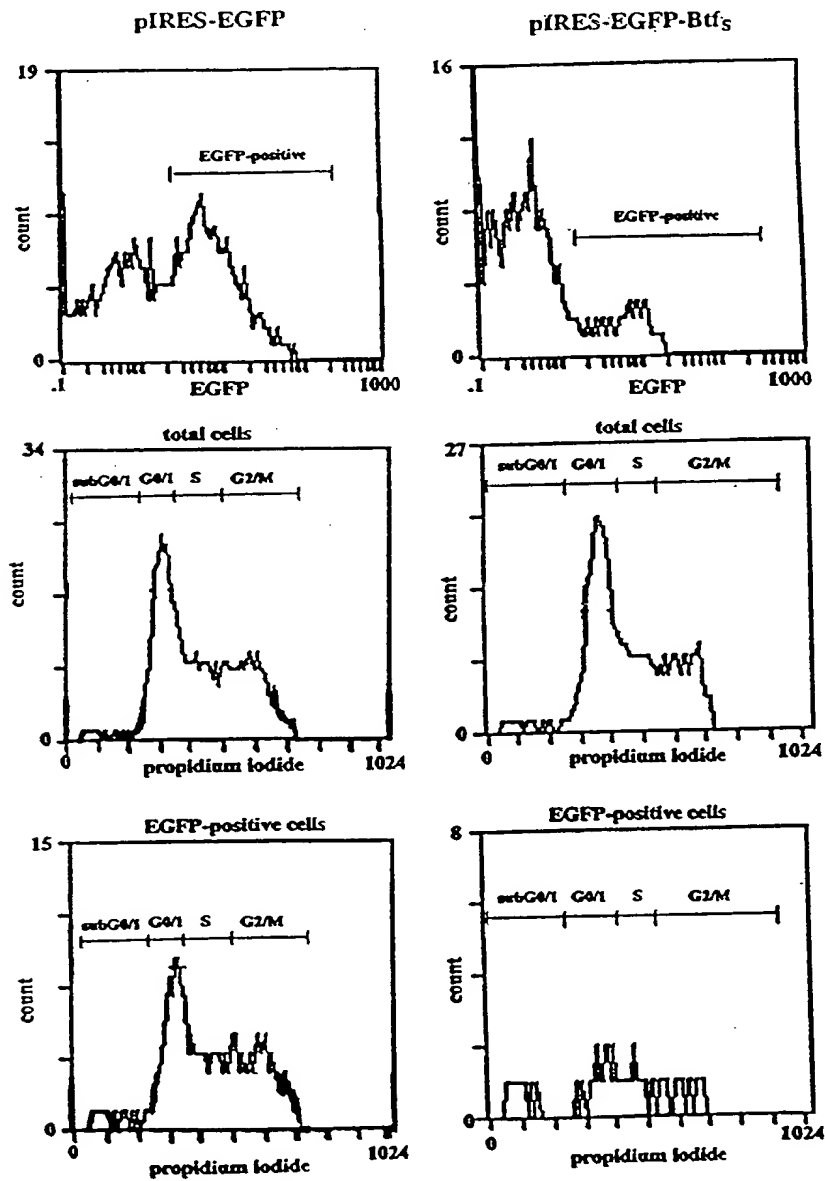 pIRES-EGFP
pIRES-EGFP-Btfs
19
count
EGFP-positive
0
.1
EGFP
1000
16
count
EGFP-positive
0
.1
EGFP
1000
total cells
34
subG0/1 G0/1 S G2/M
count
0
0
propidium iodide
1024
total cells
27
subG0/1 G0/1 S G2/M
count
0
0
propidium iodide
1024
EGFP-positive cells
15
subG0/1 G0/1 S G2/M
count
0
0
propidium iodide
1024
EGFP-positive cells
8
subG0/1 G0/1 S G2/M
count
0
0
propidium iodide
1024